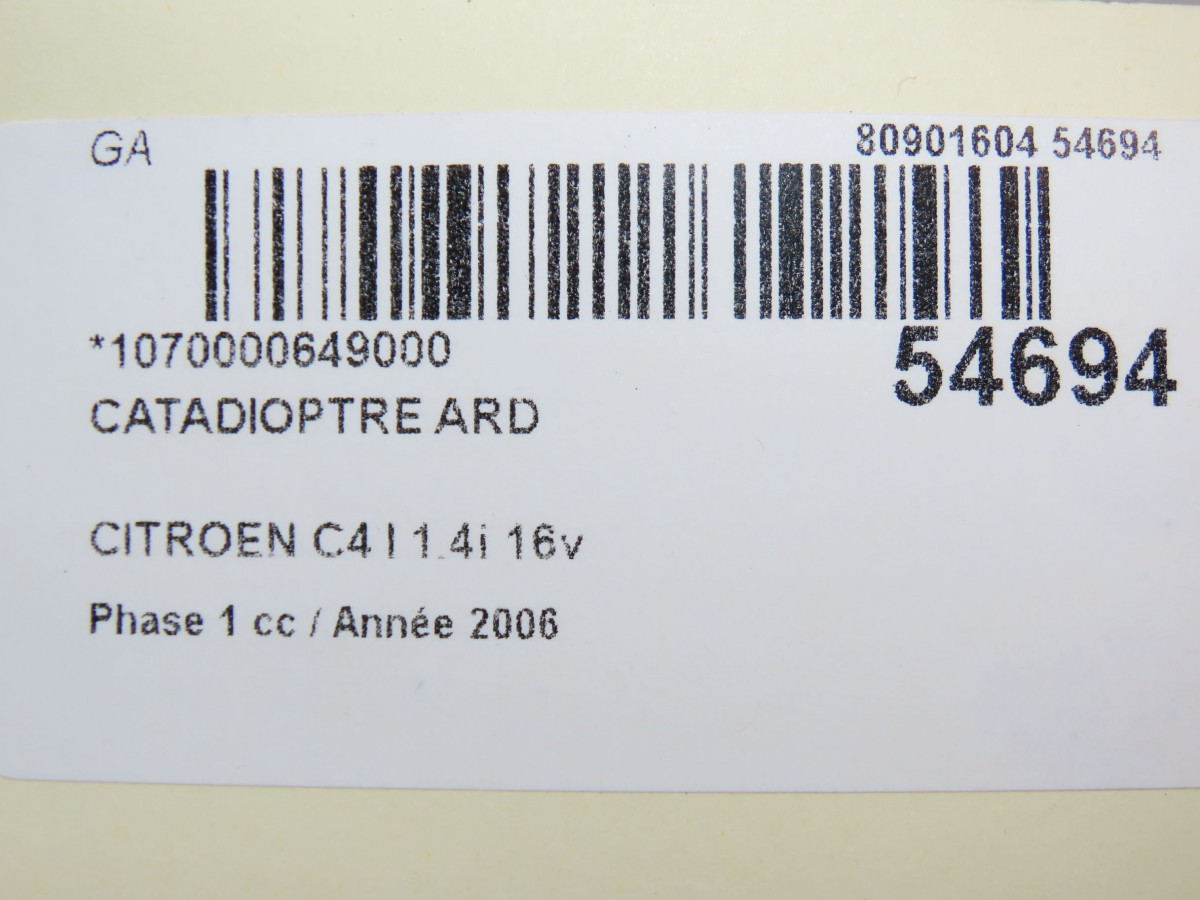 GA
80901604 54694
*1070000649000
54694
CATADIOPTRE ARD
CITROEN C4 I 1.4i 16v
Phase 1 cc / Année 2006